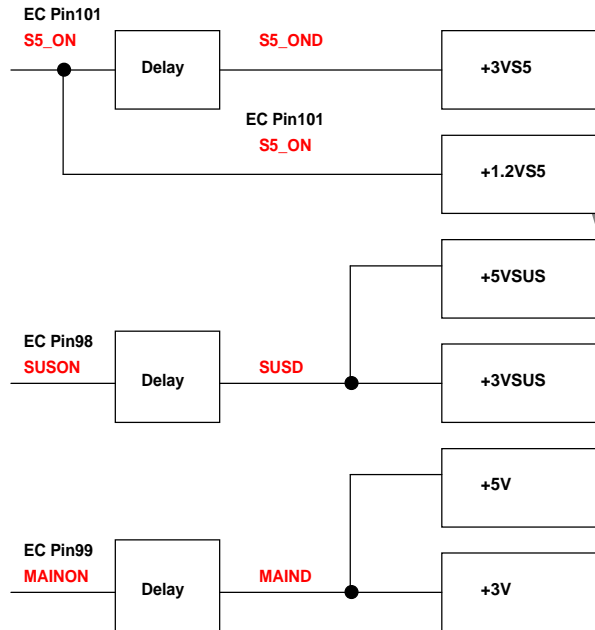 EC Pin101
S5_ON
Delay
S5_OND
+3VS5
EC Pin101
S5_ON
+1.2VS5
+5VSUS
EC Pin98
SUSON
Delay
SUSD
+3VSUS
+5V
EC Pin99
MAINON
Delay
MAIND
+3V